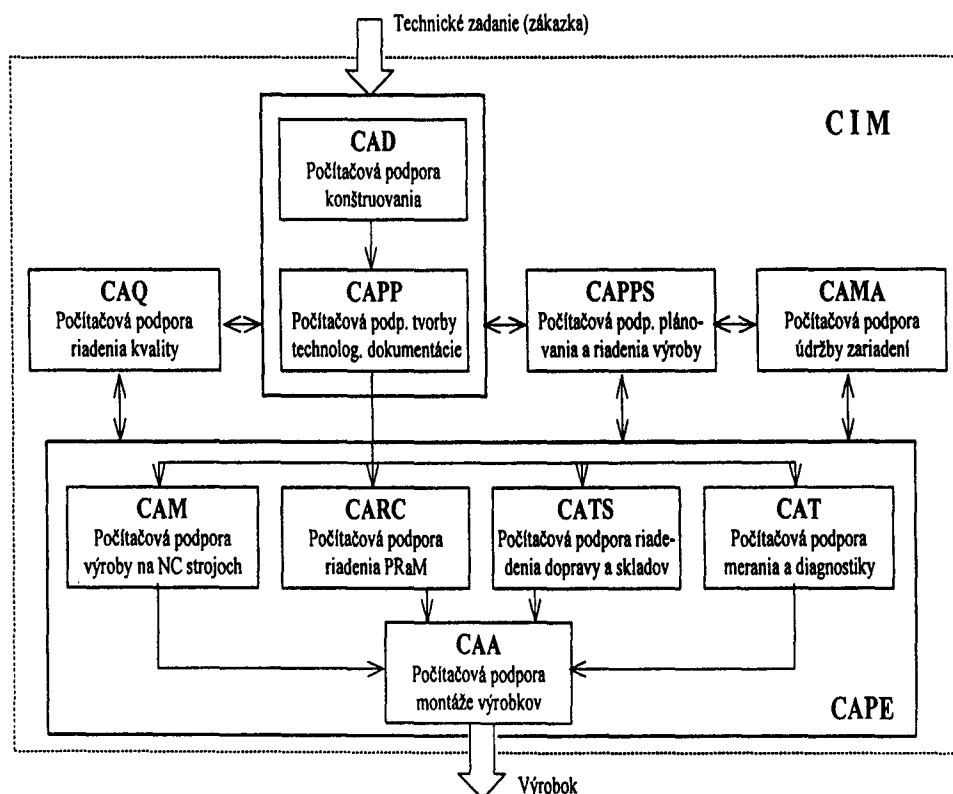 Technické zadanie (zákazka)
CIM
CAD
Počítačová podpora
konštruovania
CAQ
Počítačová podpora
riadenia kvality
CAPP
Počítačová podp. tvorby
technolog. dokumentácie
CAPPS
Počítačová podp. pláno-
vania a riadenia výroby
CAMA
Počítačová podpora
údržby zariadení
CAM
Počítačová podpora
výroby na NC strojoch
CARC
Počítačová podpora
riadenia PRaM
CATS
Počítačová podpora riade-
denia dopravy a skladov
CAT
Počítačová podpora
merania a diagnostiky
CAA
Počítačová podpora
montáže výrobkov
CAPE
Výrobok